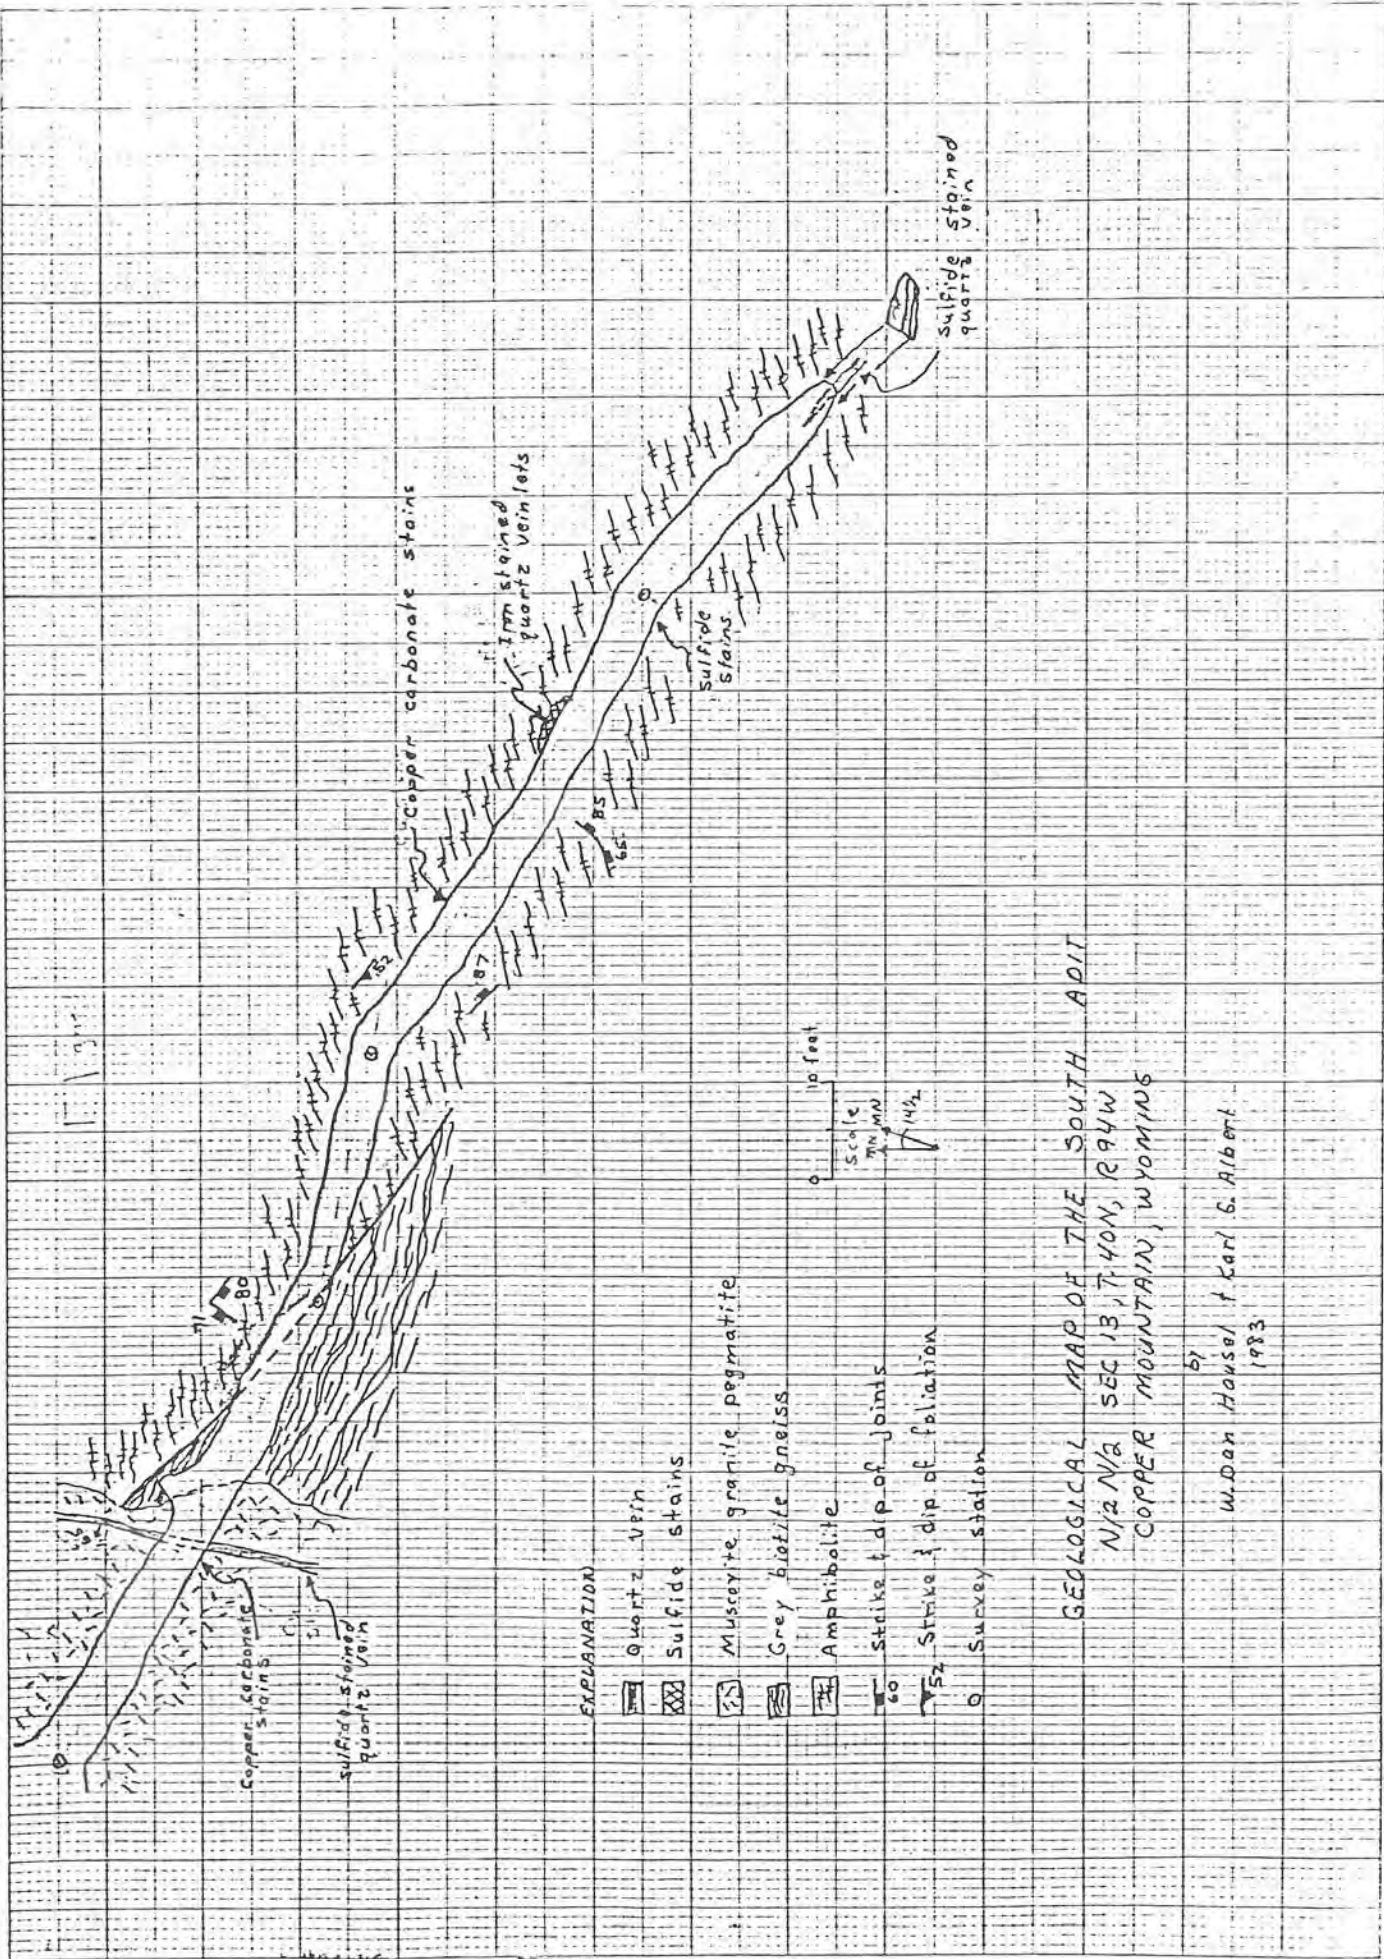 Copper carbonate
stains
sulfide stained
quartz vein
71
80
52
87
Copper carbonate stains
Iron stained
quartz veinlets
65
85
sulfide
stains
sulfide stained
quartz vein
EXPLANATION
Quartz vein
Sulfide stains
Muscovite granite pegmatite
Grey biotite gneiss
Amphibolite
60 Strike & dip of joints
52 Strike & dip of foliation
Survey station
0 10 feet
Scale
TN MN
14½
GEOLOGICAL MAP OF THE SOUTH ADIT
N/2 N/2 SEC 13, T. 40N, R 94W
COPPER MOUNTAIN, WYOMING
by
W. Dan Hausel & Karl G. Albert
1983